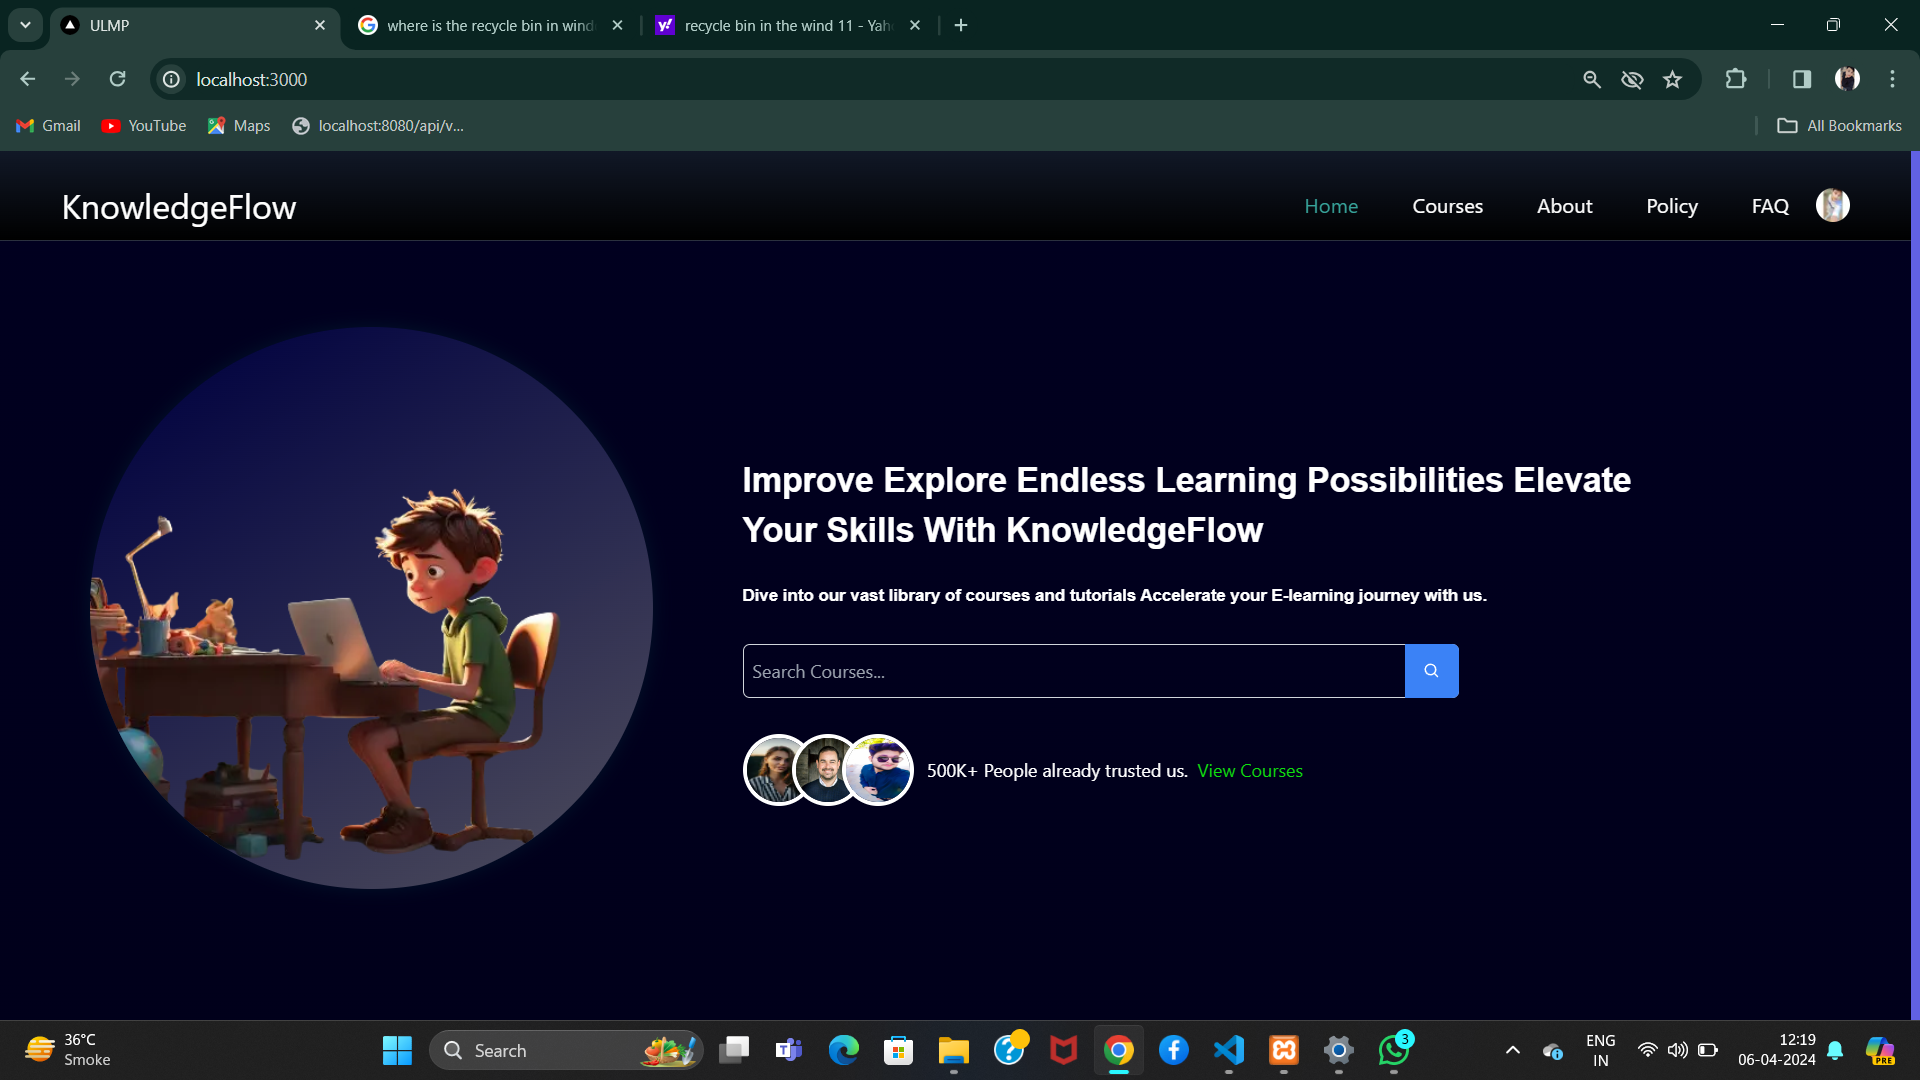 ULMP
where is the recycle bin in wind
recycle bin in the wind 11 - Yah
localhost:3000
Gmail
YouTube
Maps
localhost:8080/api/v...
All Bookmarks
KnowledgeFlow
Home
Courses
About
Policy
FAQ
Improve Explore Endless Learning Possibilities Elevate
Your Skills With KnowledgeFlow
Dive into our vast library of courses and tutorials Accelerate your E-learning journey with us.
Search Courses...
500K+ People already trusted us. View Courses
36°C
Smoke
Search
3
ENG
IN
12:19
06-04-2024
PRE